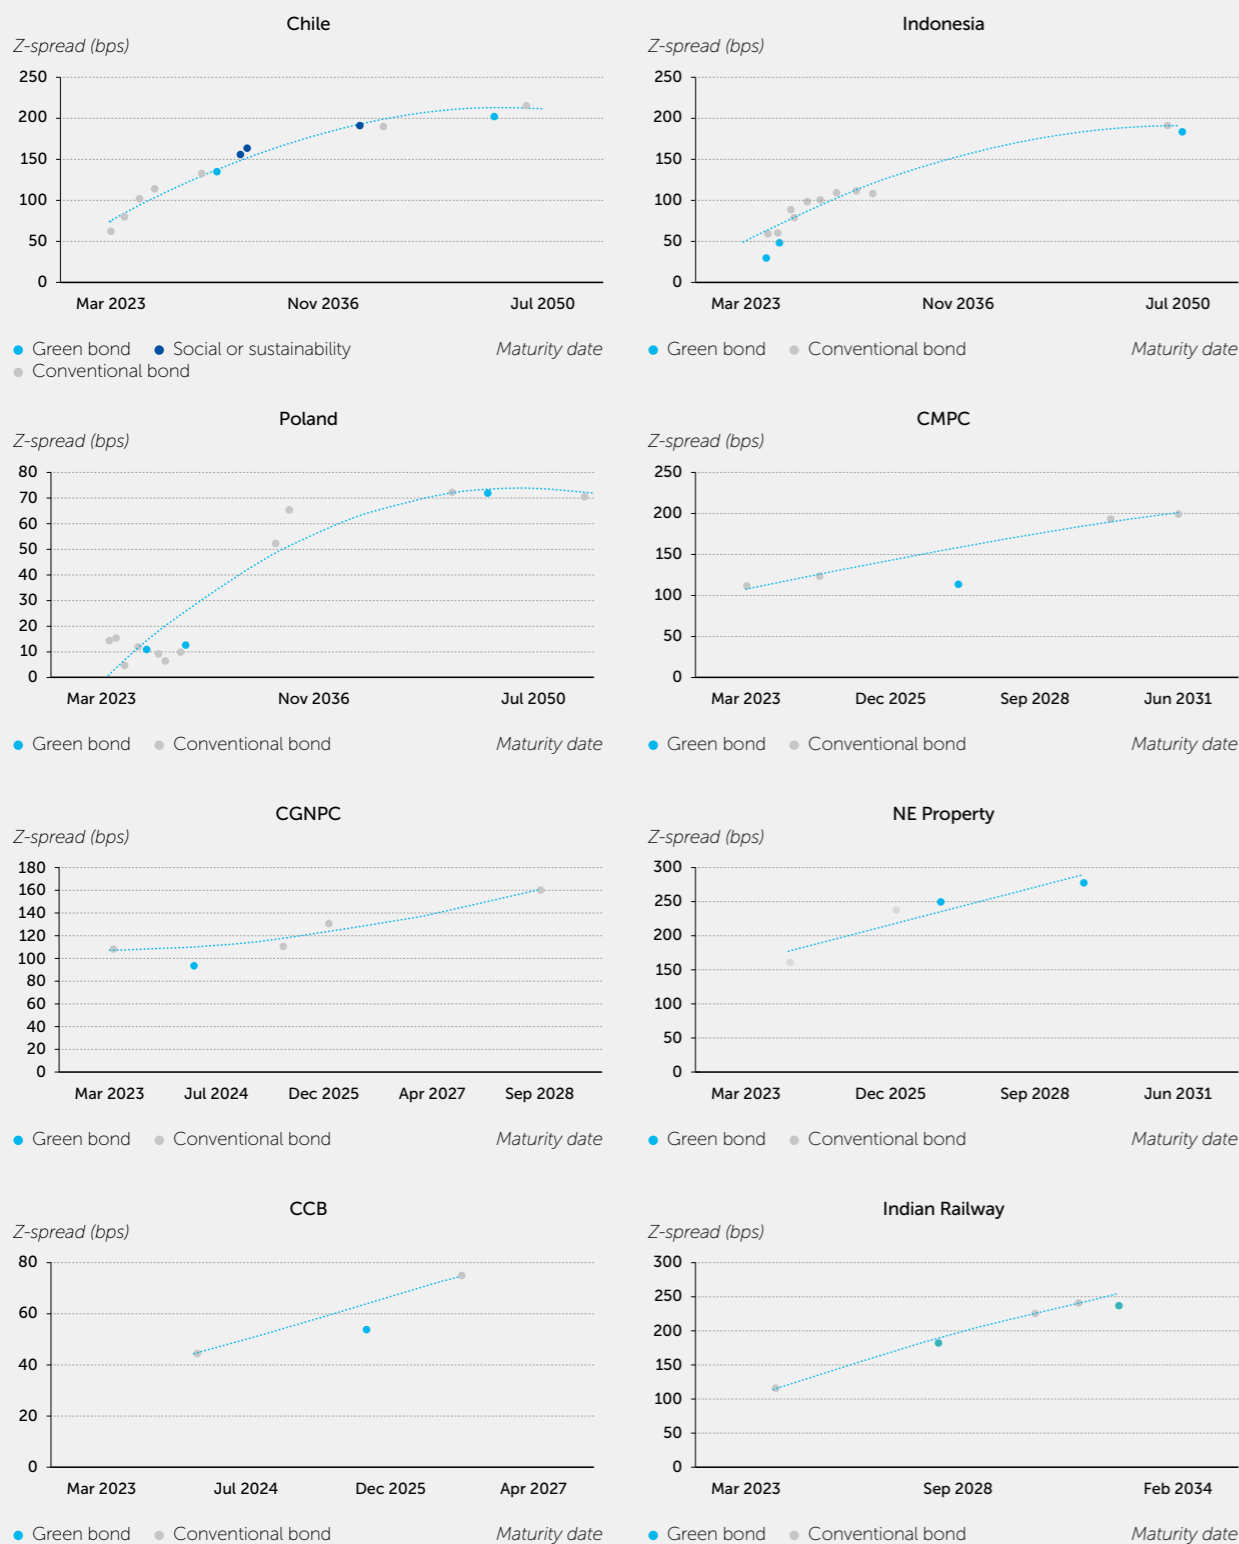 Chile
Z-spread (bps)
250
200
150
100
50
0
Mar 2023 Nov 2036 Jul 2050
Green bond Social or sustainability Maturity date
Conventional bond
Indonesia
Z-spread (bps)
250
200
150
100
50
0
Mar 2023 Nov 2036 Jul 2050
Green bond Conventional bond Maturity date
Poland
Z-spread (bps)
80
70
60
50
40
30
20
10
0
Mar 2023 Nov 2036 Jul 2050
Green bond Conventional bond Maturity date
CMPC
Z-spread (bps)
250
200
150
100
50
0
Mar 2023 Dec 2025 Sep 2028 Jun 2031
Green bond Conventional bond Maturity date
CGNPC
Z-spread (bps)
180
160
140
120
100
80
60
40
20
0
Mar 2023 Jul 2024 Dec 2025 Apr 2027 Sep 2028
Green bond Conventional bond Maturity date
NE Property
Z-spread (bps)
300
250
200
150
100
50
0
Mar 2023 Dec 2025 Sep 2028 Jun 2031
Green bond Conventional bond Maturity date
CCB
Z-spread (bps)
80
60
40
20
0
Mar 2023 Jul 2024 Dec 2025 Apr 2027
Green bond Conventional bond Maturity date
Indian Railway
Z-spread (bps)
300
250
200
150
100
50
0
Mar 2023 Sep 2028 Feb 2034
Green bond Conventional bond Maturity date